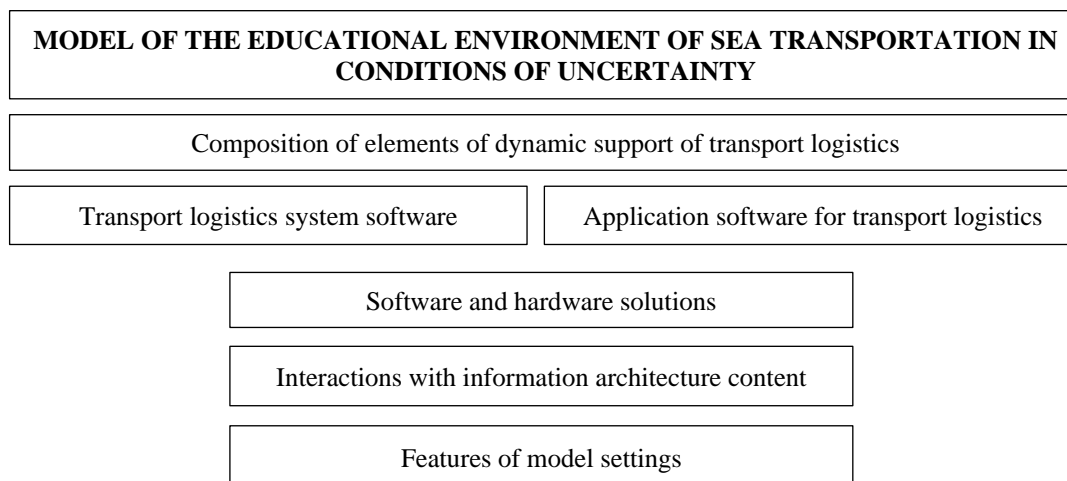 MODEL OF THE EDUCATIONAL ENVIRONMENT OF SEA TRANSPORTATION IN
CONDITIONS OF UNCERTAINTY
Composition of elements of dynamic support of transport logistics
Transport logistics system software
Application software for transport logistics
Software and hardware solutions
Interactions with information architecture content
Features of model settings